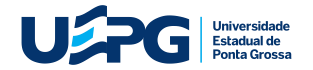 UEPG
Universidade
Estadual de
Ponta Grossa